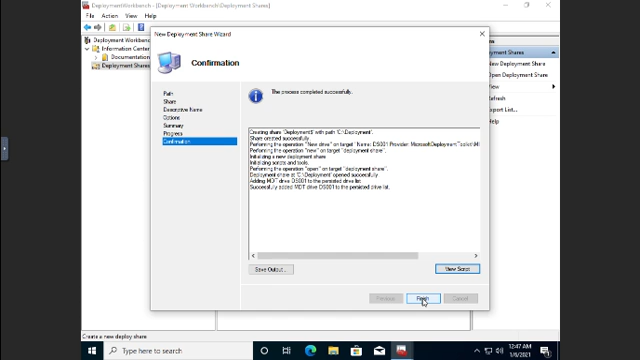 DeploymentWorkbench - [Deployment Workbench\Deployment Shares]
File Action View Help
Deployment Workbench
Information Center
Documentation
Deployment Shares
New Deployment Share Wizard
Confirmation
Path
Share
Descriptive Name
Options
Summary
Progress
Confirmation
The process completed successfully.
Creating share 'Deployment$' with path 'C:\Deployment'.
Share created successfully
Performing the operation "New drive" on target "Name: DS001 Provider: MicrosoftDeploymentToolkit\M
Performing the operation "new" on target "deployment share".
Initializing a new deployment share
Initializing scripts and tools.
Performing the operation "open" on target "deployment share".
Deployment share at 'C:\Deployment' opened successfully
Adding MDT drive DS001 to the persisted drive list.
Successfully added MDT drive DS001 to the persisted drive list.
Save Output...
View Script
Previous
Finish
Cancel
ment Shares
New Deployment Share
Open Deployment Share
View
Refresh
Export List...
Help
Create a new deploy share
Type here to search
12:47 AM
1/6/2021